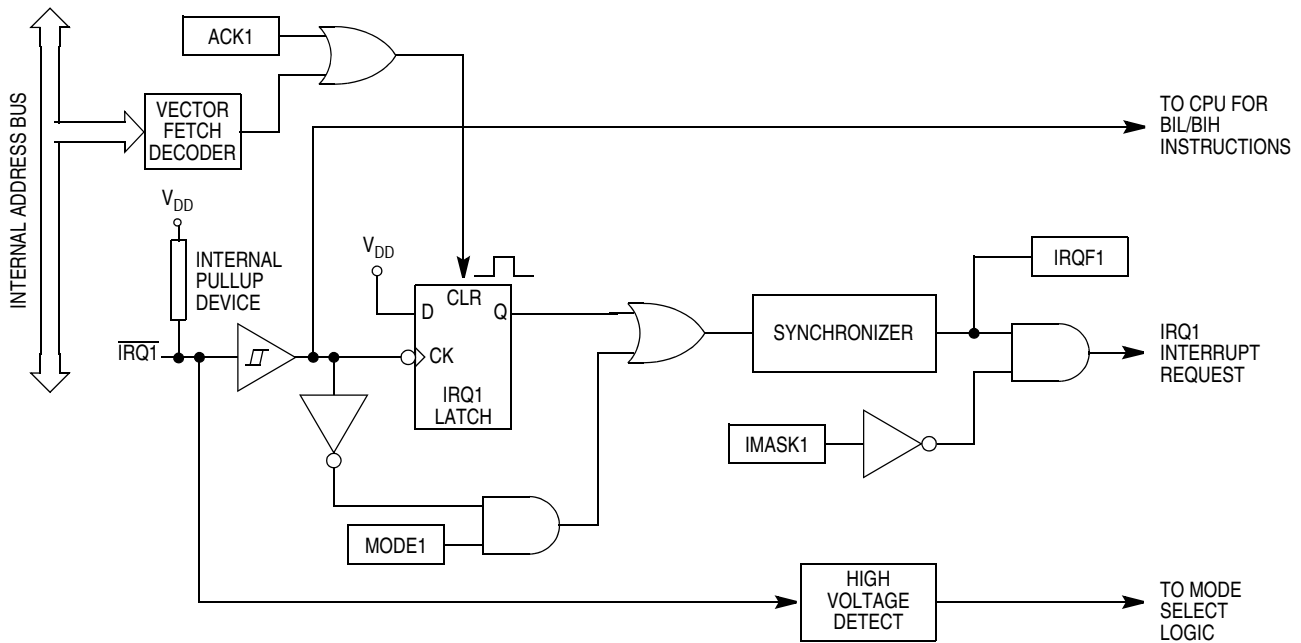 INTERNAL ADDRESS BUS
ACK1
VECTOR
FETCH
DECODER
TO CPU FOR
BIL/BIH
INSTRUCTIONS
VDD
INTERNAL
PULLUP
DEVICE
VDD
CLR
D
Q
CK
IRQ1
LATCH
IRQ1
SYNCHRONIZER
IRQF1
IRQ1
INTERRUPT
REQUEST
IMASK1
MODE1
HIGH
VOLTAGE
DETECT
TO MODE
SELECT
LOGIC